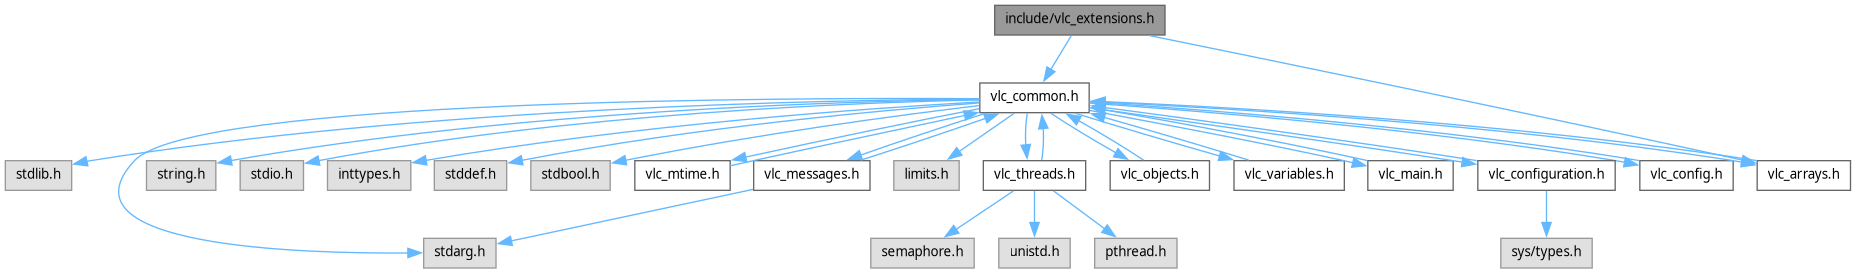 include/vlc_extensions.h
vlc_common.h
stdlib.h
string.h
stdio.h
inttypes.h
stddef.h
stdbool.h
vlc_mtime.h
vlc_messages.h
limits.h
vlc_threads.h
vlc_objects.h
vlc_variables.h
vlc_main.h
vlc_configuration.h
vlc_config.h
vlc_arrays.h
stdarg.h
semaphore.h
unistd.h
pthread.h
sys/types.h